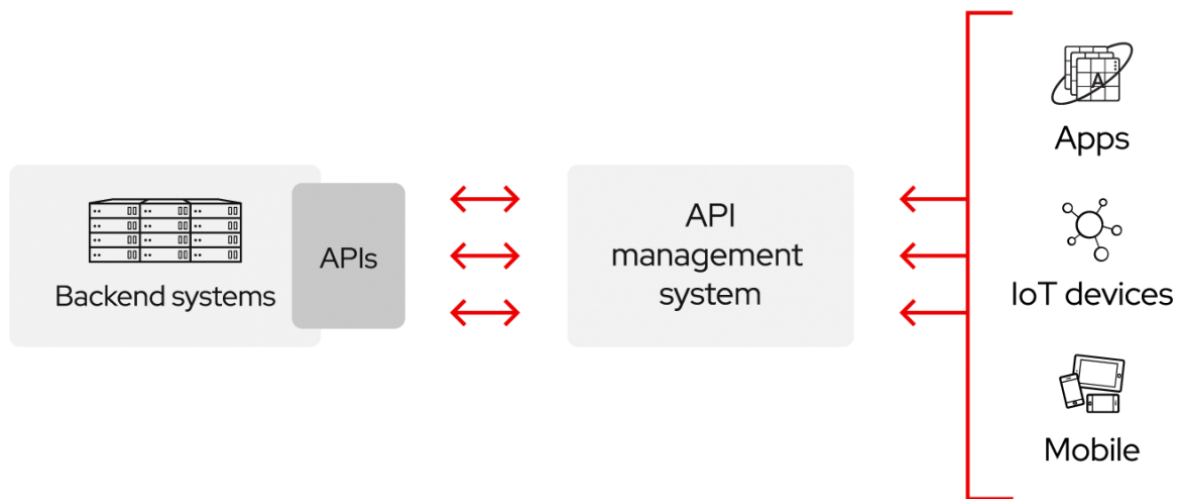 Backend systems
APIs
API
management
system
A
Apps
IoT devices
Mobile